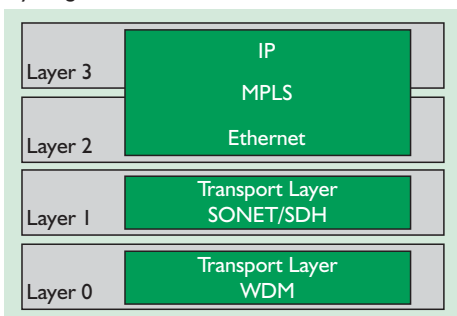 Layer 3
IP
MPLS
Layer 2
Ethernet
Layer 1
Transport Layer
SONET/SDH
Layer 0
Transport Layer
WDM